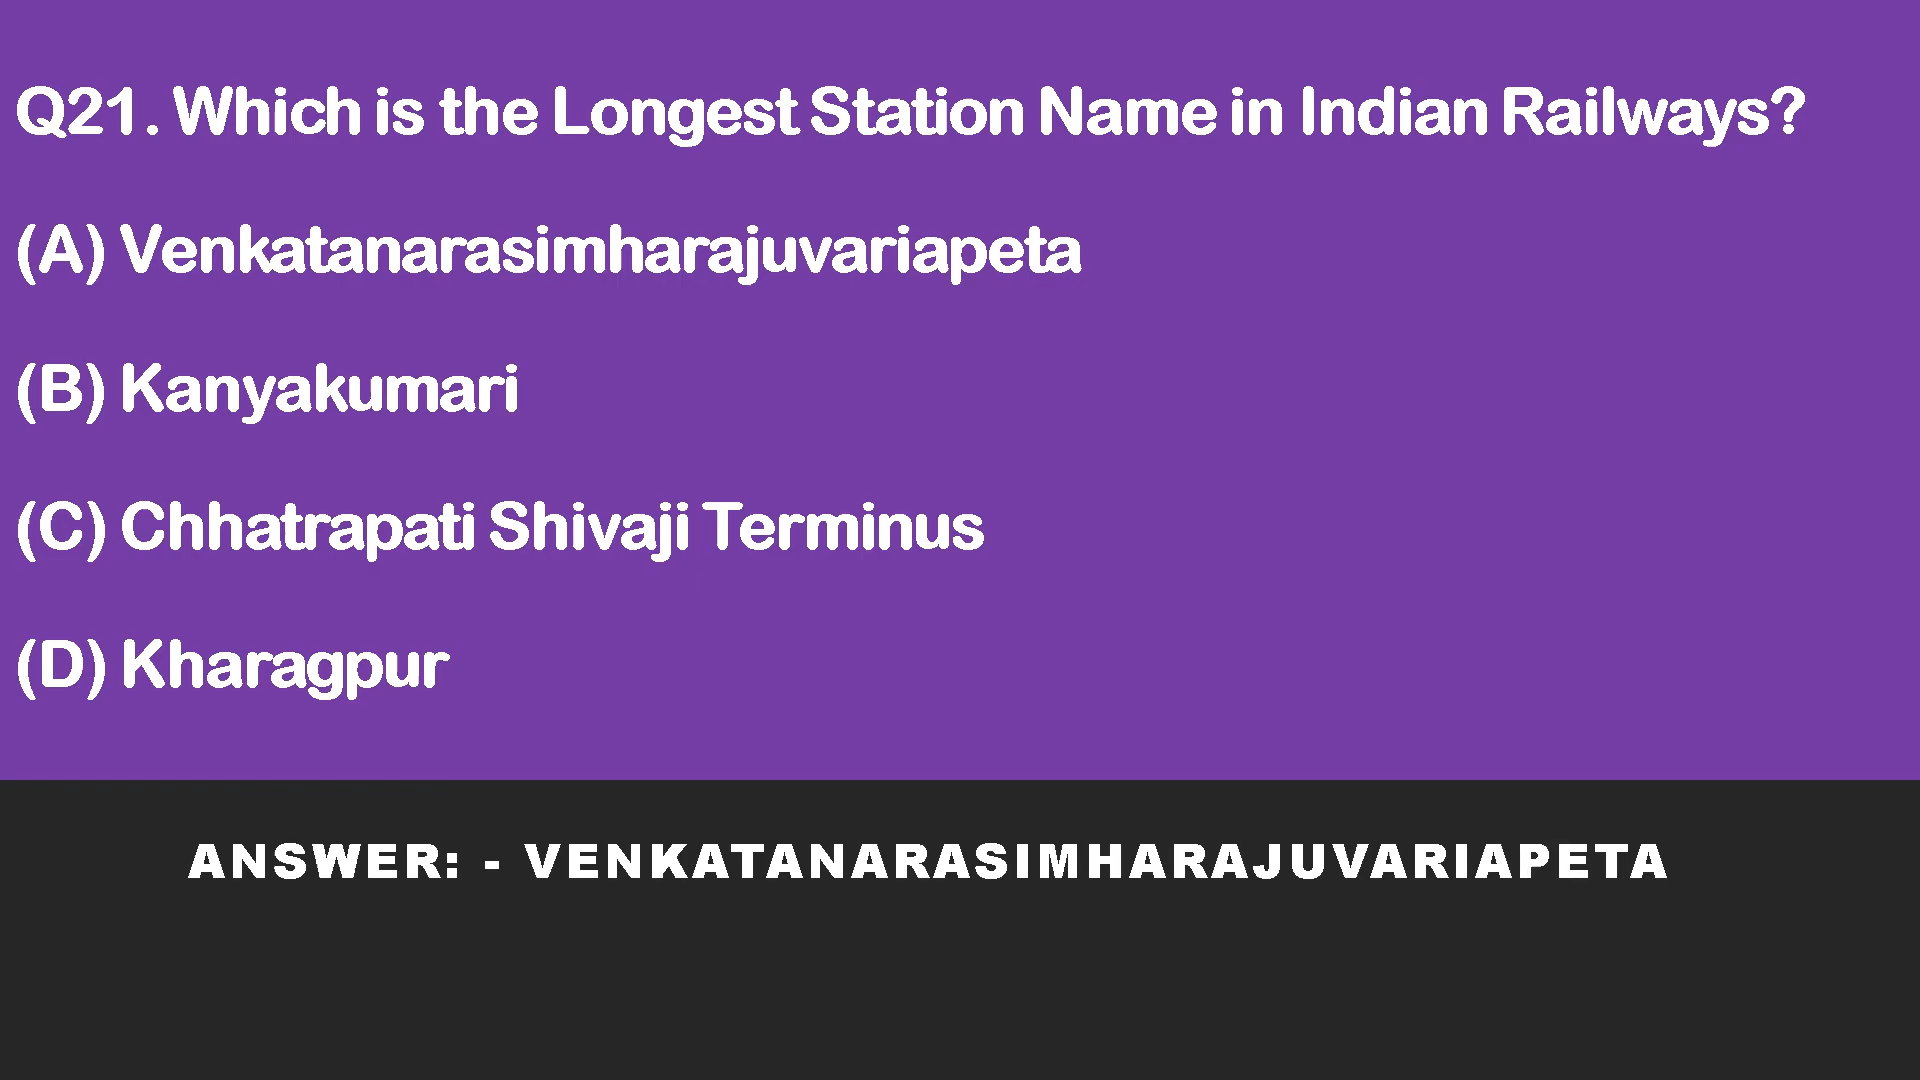 Q21. Which is the Longest Station Name in Indian Railways?
(A) Venkatanarasimharajuvariapeta
(B) Kanyakumari
(C) Chhatrapati Shivaji Terminus
(D) Kharagpur
ANSWER: - VENKATANARASIMHARAJUVARIAPETA